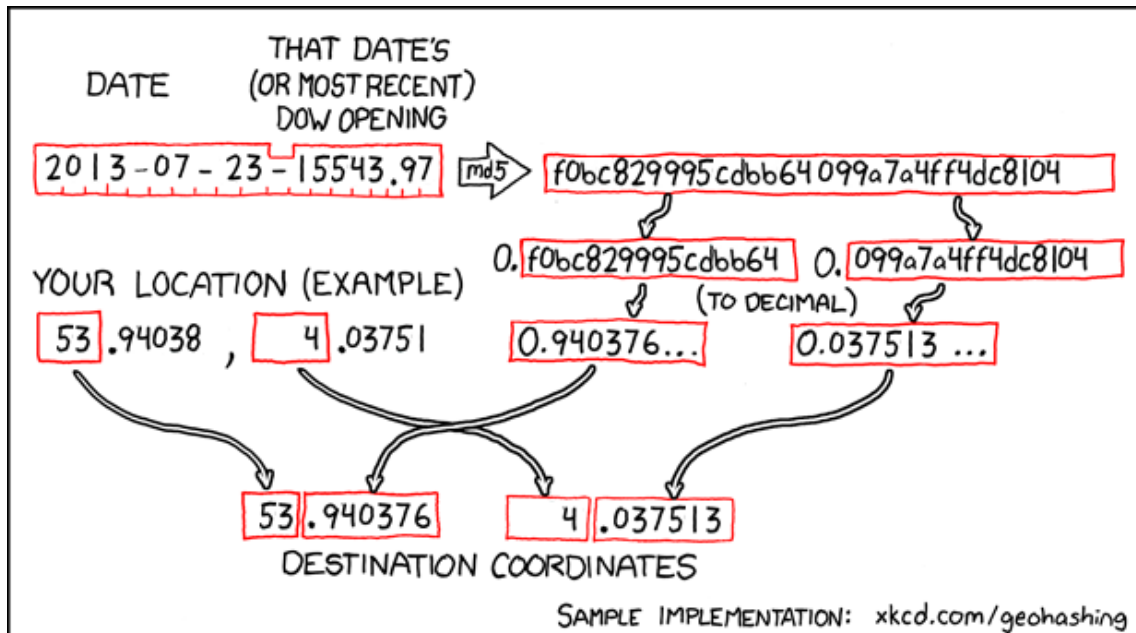 DATE
THAT DATE'S
(OR MOST RECENT)
DOW OPENING
2013-07-23-15543.97
md5
f0bc829995cdbb64099a7a4ff4dc8104
0.f0bc829995cdbb64
0.099a7a4ff4dc8104
YOUR LOCATION (EXAMPLE)
(TO DECIMAL)
53.94038, 4.03751
0.940376...
0.037513...
53.940376
4.037513
DESTINATION COORDINATES
SAMPLE IMPLEMENTATION: xkcd.com/geohashing